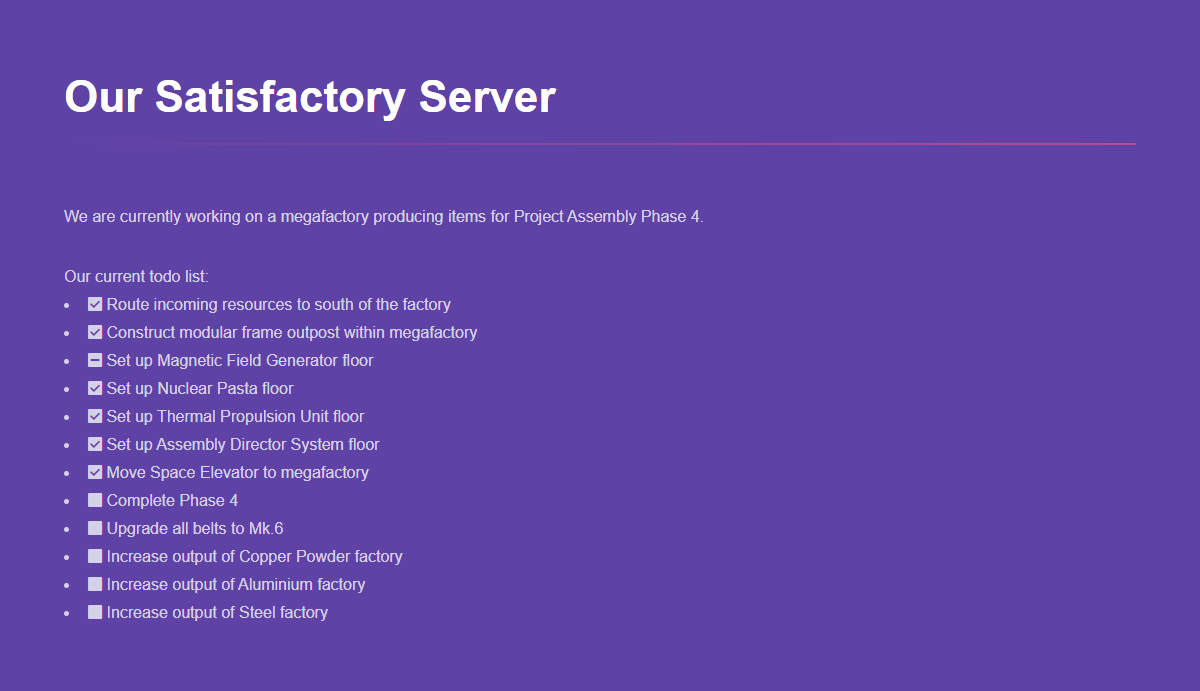 Our Satisfactory Server
We are currently working on a megafactory producing items for Project Assembly Phase 4.
Our current todo list:
Route incoming resources to south of the factory
Construct modular frame outpost within megafactory
Set up Magnetic Field Generator floor
Set up Nuclear Pasta floor
Set up Thermal Propulsion Unit floor
Set up Assembly Director System floor
Move Space Elevator to megafactory
Complete Phase 4
Upgrade all belts to Mk.6
Increase output of Copper Powder factory
Increase output of Aluminium factory
Increase output of Steel factory